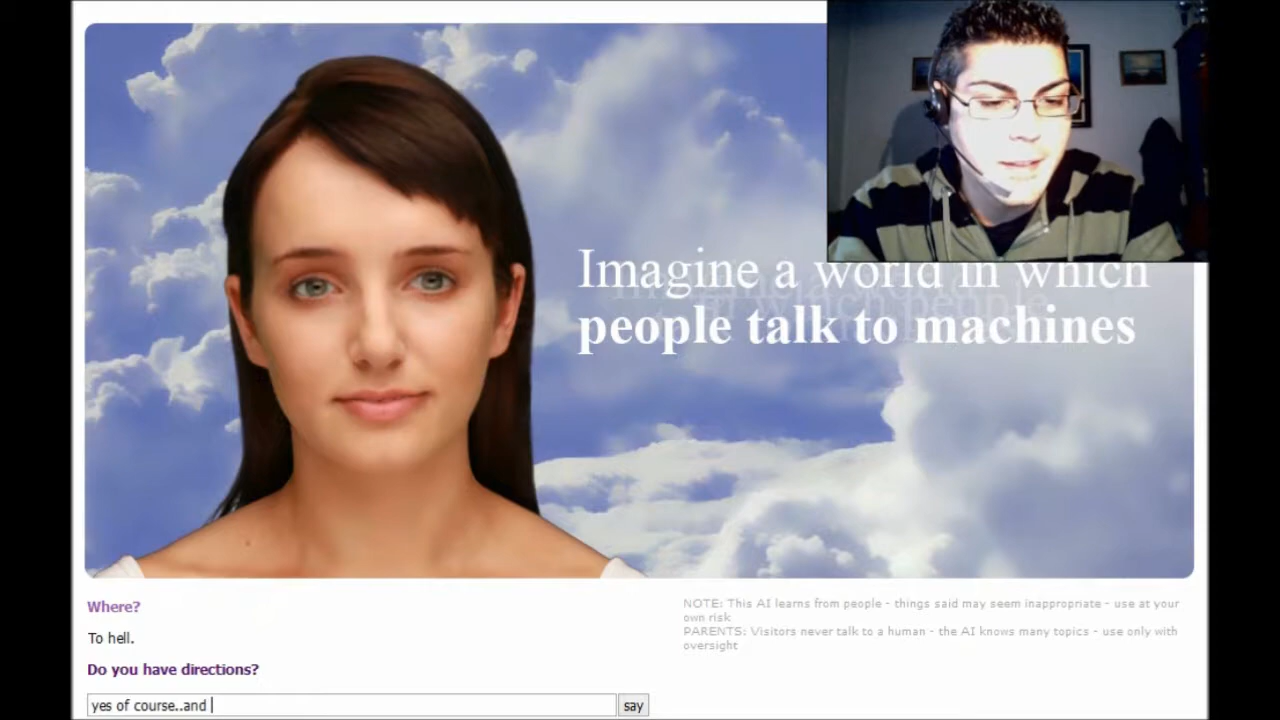 Imagine a world in which
people talk to machines
Where?
To hell.
Do you have directions?
yes of course..and
say
NOTE: This AI learns from people - things said may seem inappropriate - use at your
own risk
PARENTS: Visitors never talk to a human - the AI knows many topics - use only with
oversight